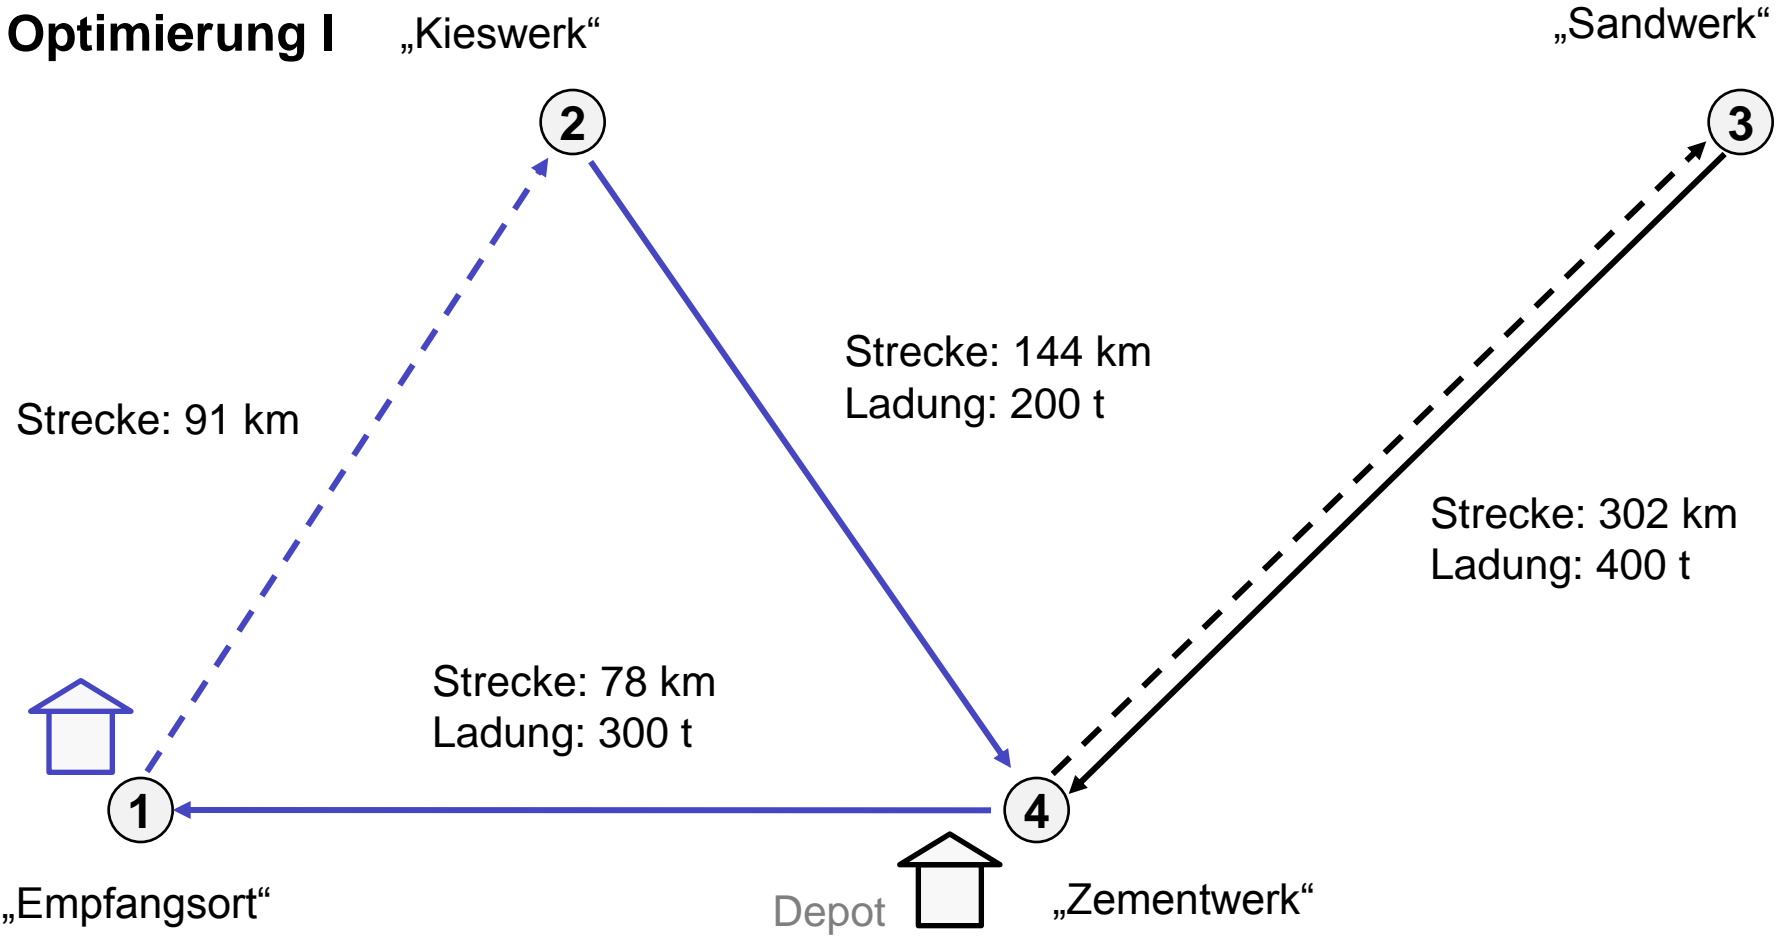 Optimierung I
„Kieswerk“
„Sandwerk“
2
3
Strecke: 144 km
Ladung: 200 t
Strecke: 91 km
Strecke: 302 km
Ladung: 400 t
Strecke: 78 km
Ladung: 300 t
1
4
„Empfangsort“
Depot
„Zementwerk“